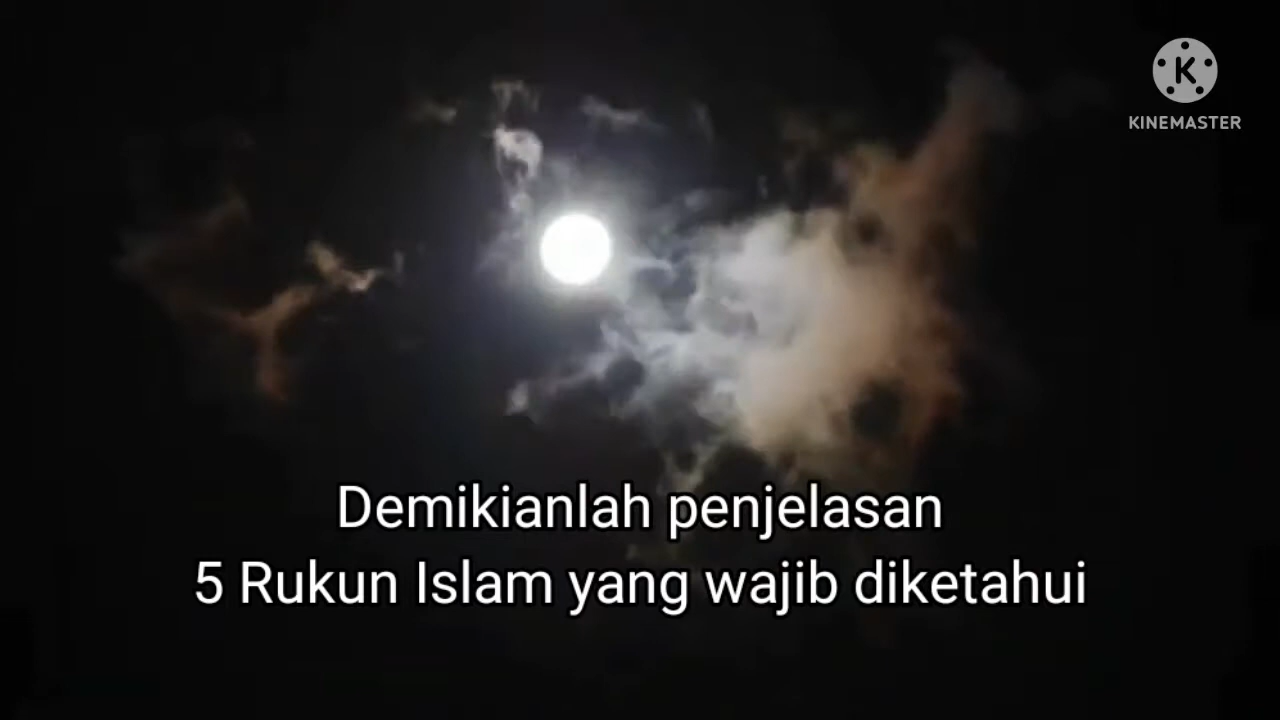 K
KINEMASTER
Demikianlah penjelasan
5 Rukun Islam yang wajib diketahui